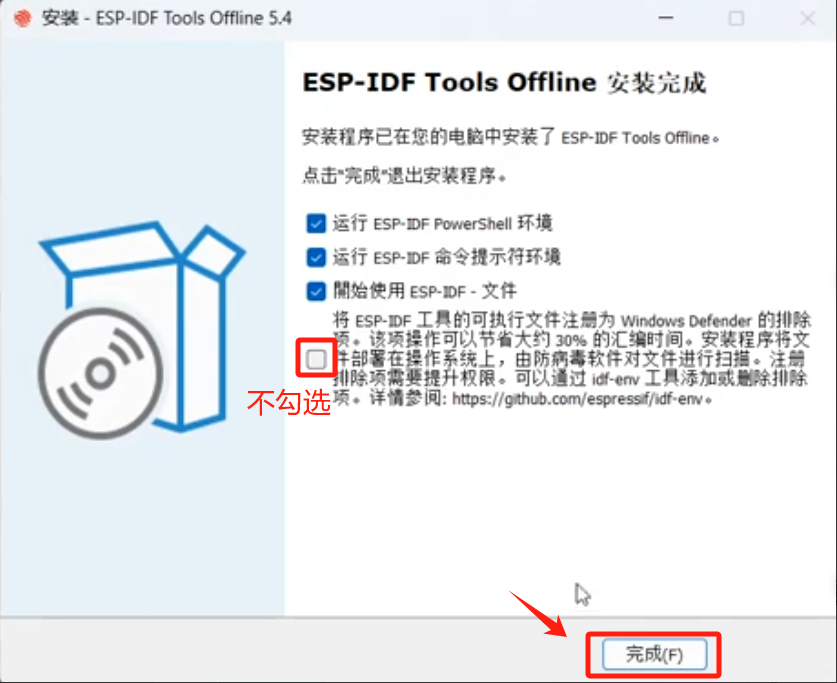 安装 - ESP-IDF Tools Offline 5.4
ESP-IDF Tools Offline 安装完成
安装程序已在您的电脑中安装了 ESP-IDF Tools Offline。
点击"完成"退出安装程序。
运行 ESP-IDF PowerShell 环境
运行 ESP-IDF 命令提示符环境
開始使用 ESP-IDF - 文件
将 ESP-IDF 工具的可执行文件注册为 Windows Defender 的排除
项。该项操作可以节省大约 30% 的汇编时间。安装程序将文
件部署在操作系统上，由防病毒软件对文件进行扫描。注册
排除项需要提升权限。可以通过 idf-env 工具添加或删除排除
项。详情参阅: https://github.com/espressif/idf-env。
不勾选
完成(F)